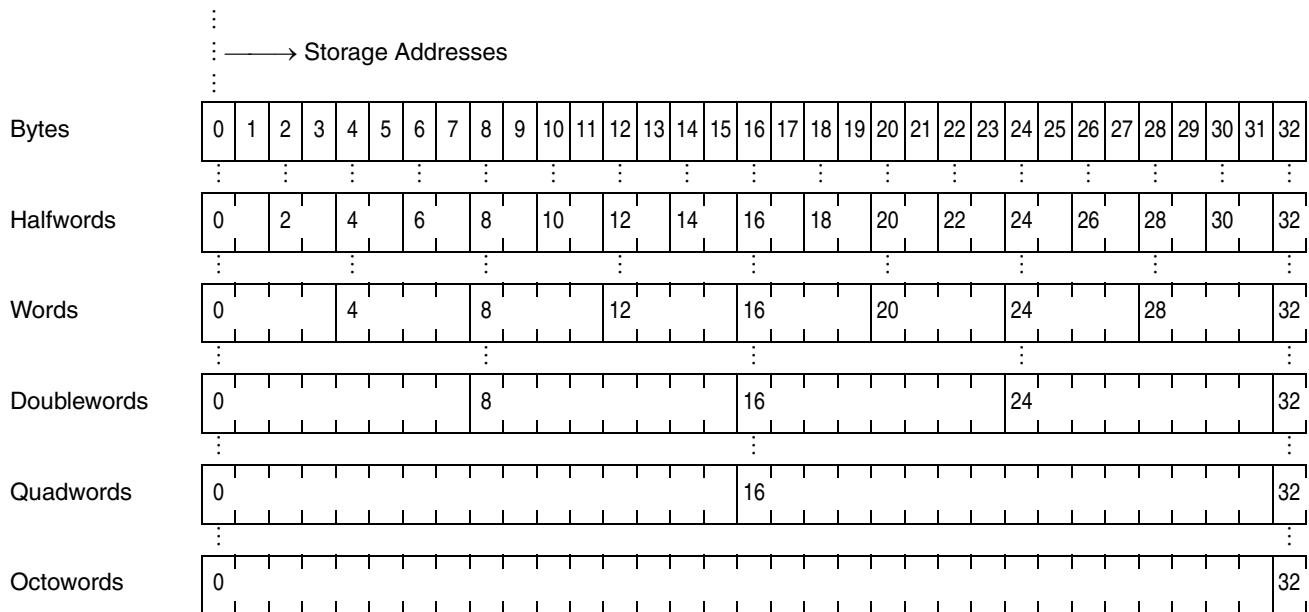 Storage Addresses
Bytes 0 1 2 3 4 5 6 7 8 9 10 11 12 13 14 15 16 17 18 19 20 21 22 23 24 25 26 27 28 29 30 31 32
Halfwords 0 2 4 6 8 10 12 14 16 18 20 22 24 26 28 30 32
Words 0 4 8 12 16 20 24 28 32
Doublewords 0 8 16 24 32
Quadwords 0 16 32
Octowords 0 32